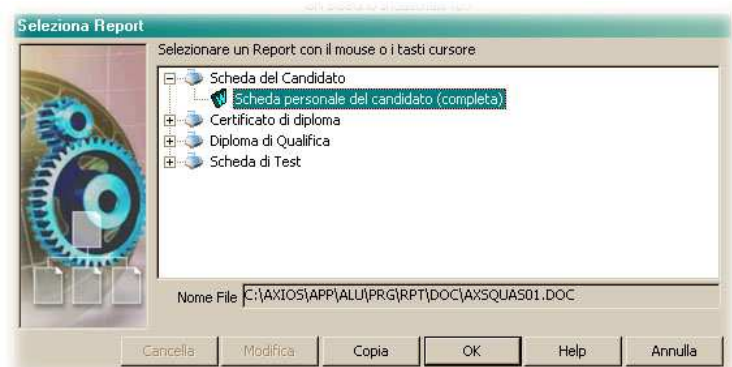 Seleziona Report
Selezionare un Report con il mouse o i tasti cursore
Scheda del Candidato
Scheda personale del candidato (completa)
Certificato di diploma
Diploma di Qualifica
Scheda di Test
Nome File C:\AXIOS\APP\ALU\PRG\RPT\DOC\AXSQUAS01.DOC
Cancella Modifica Copia OK Help Annulla